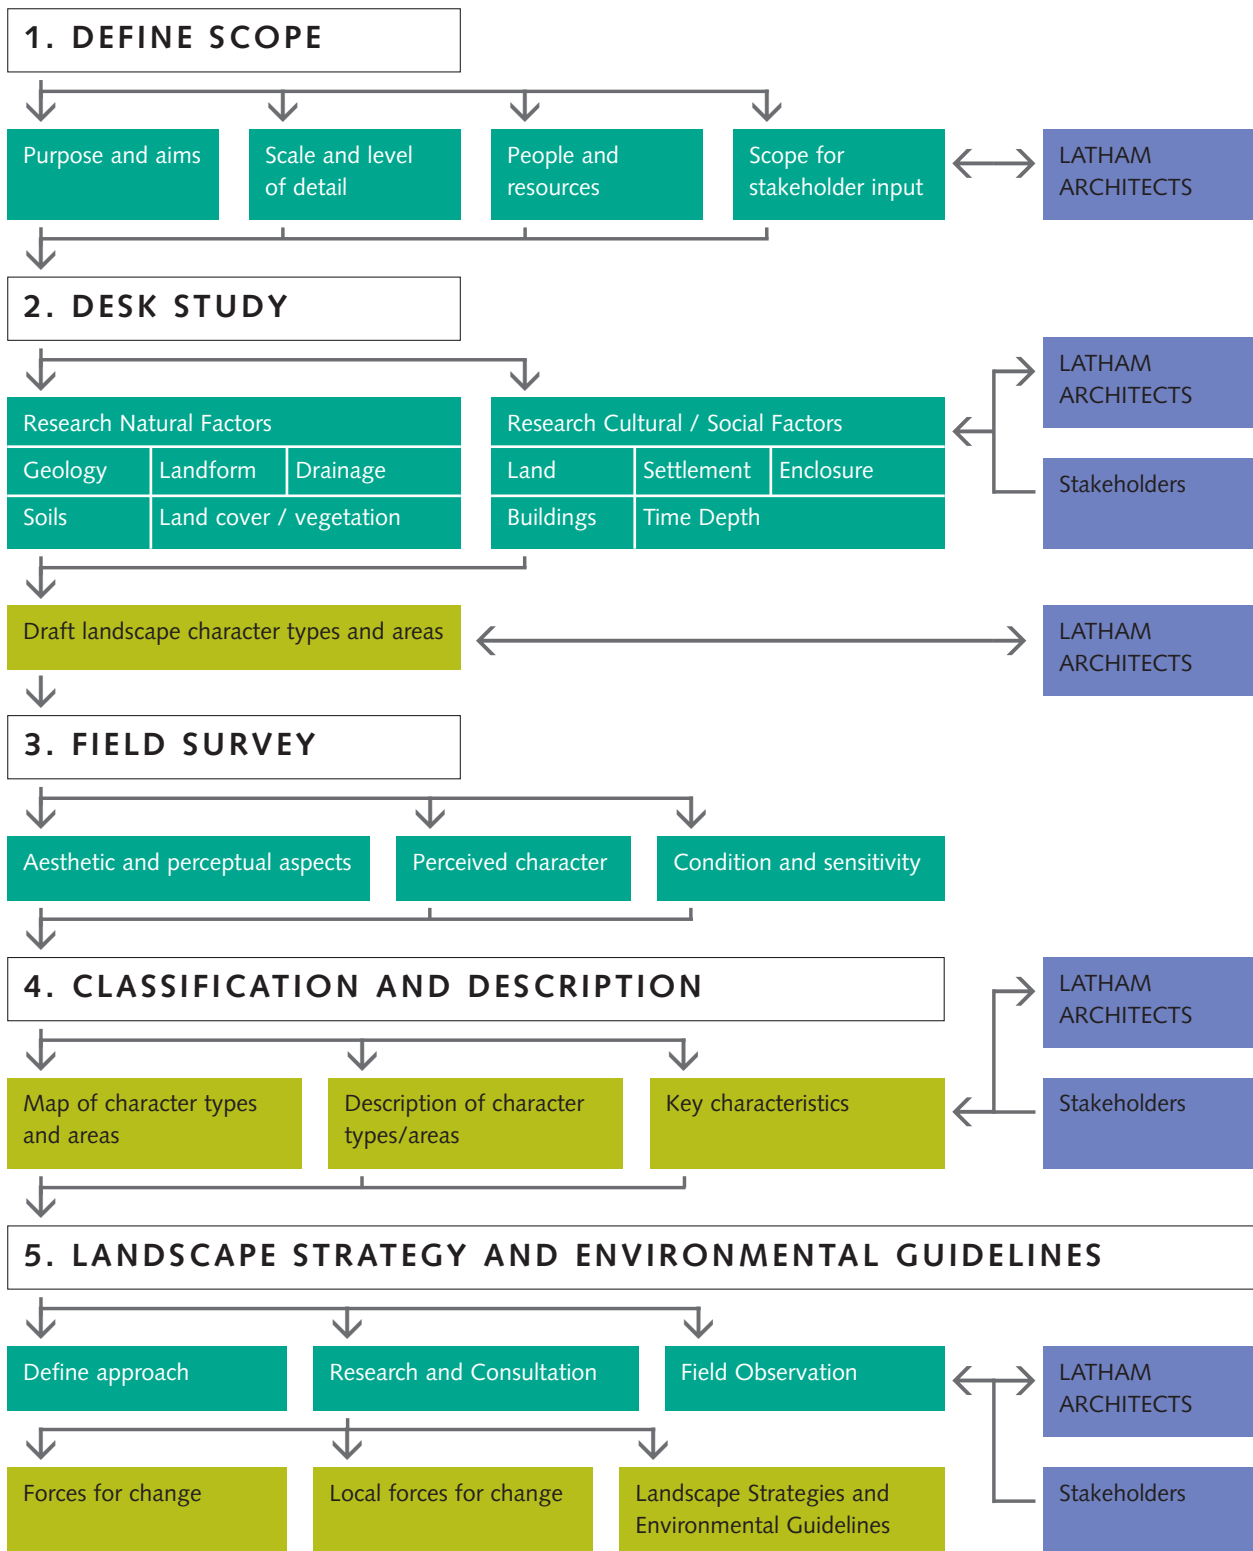 1. DEFINE SCOPE
Purpose and aims
Scale and level
of detail
People and
resources
Scope for
stakeholder input
LATHAM
ARCHITECTS
2. DESK STUDY
LATHAM
ARCHITECTS
Research Natural Factors
Geology
Landform
Drainage
Soils
Land cover / vegetation
Research Cultural / Social Factors
Land
Settlement
Enclosure
Buildings
Time Depth
Stakeholders
Draft landscape character types and areas
LATHAM
ARCHITECTS
3. FIELD SURVEY
Aesthetic and perceptual aspects
Perceived character
Condition and sensitivity
4. CLASSIFICATION AND DESCRIPTION
LATHAM
ARCHITECTS
Map of character types
and areas
Description of character
types/areas
Key characteristics
Stakeholders
5. LANDSCAPE STRATEGY AND ENVIRONMENTAL GUIDELINES
Define approach
Research and Consultation
Field Observation
LATHAM
ARCHITECTS
Forces for change
Local forces for change
Landscape Strategies and
Environmental Guidelines
Stakeholders